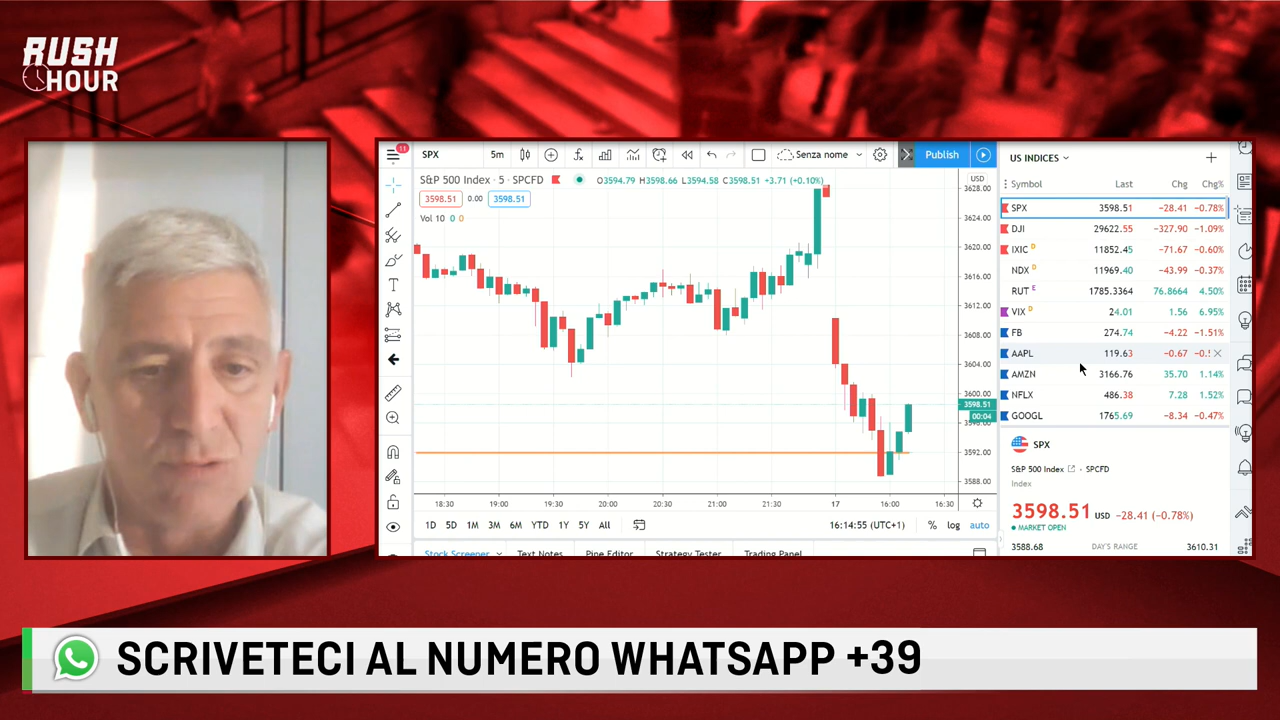 RUSH
HOUR
11
SPX
5m
Senza nome
Publish
S&P 500 Index · 5 · SPCFD
O3594.79 H3598.66 L3594.58 C3598.51 +3.71 (+0.10%)
3598.51 0.00 3598.51
Vol 10 0 0
USD
3628.00
3624.00
3620.00
3616.00
3612.00
3608.00
3604.00
3600.00
3598.51
00:04
3592.00
3588.00
18:30 19:00 19:30 20:00 20:30 21:00 21:30 17 16:00 16:30
1D 5D 1M 3M 6M YTD 1Y 5Y All
16:14:55 (UTC+1) % log auto
Stock Screener Text Notes Pine Editor Strategy Tester Trading Panel
US INDICES
Symbol Last Chg Chg%
SPX 3598.51 −28.41 −0.78%
DJI 29622.55 −327.90 −1.09%
IXIC D 11852.45 −71.67 −0.60%
NDX D 11969.40 −43.99 −0.37%
RUT E 1785.3364 76.8664 4.50%
VIX D 24.01 1.56 6.95%
FB 274.74 −4.22 −1.51%
AAPL 119.63 −0.67
AMZN 3166.76 35.70 1.14%
NFLX 486.38 7.28 1.52%
GOOGL 1765.69 −8.34 −0.47%
SPX
S&P 500 Index · SPCFD
Index
3598.51 USD −28.41 (−0.78%)
MARKET OPEN
3588.68 DAY'S RANGE 3610.31
SCRIVETECI AL NUMERO WHATSAPP +39